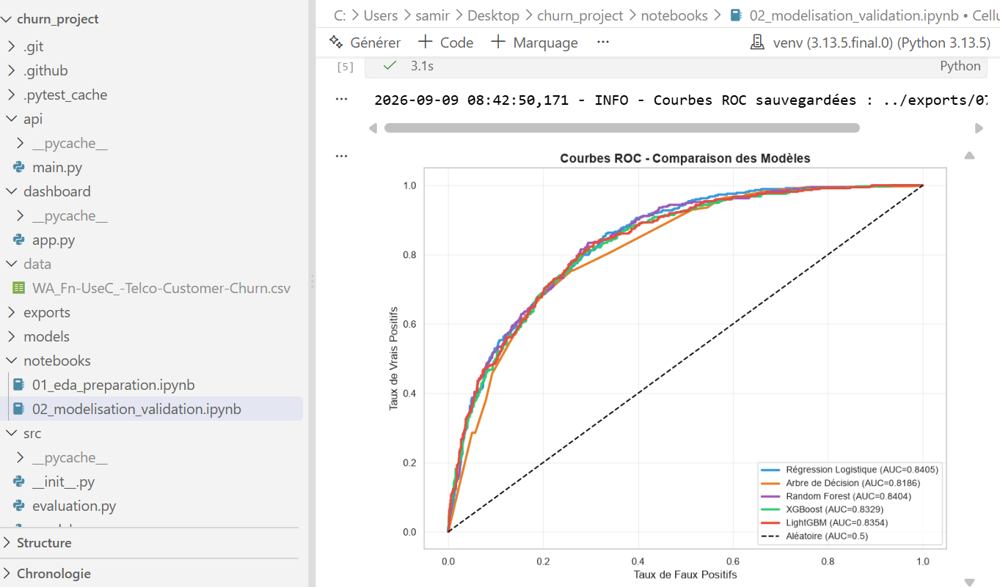 churn_project
.git
.github
.pytest_cache
api
__pycache__
main.py
dashboard
__pycache__
app.py
data
WA_Fn-UseC_-Telco-Customer-Churn.csv
exports
models
notebooks
01_eda_preparation.ipynb
02_modelisation_validation.ipynb
src
__pycache__
__init__.py
evaluation.py
Structure
Chronologie
C: > Users > samir > Desktop > churn_project > notebooks > 02_modelisation_validation.ipynb • Cellu
Générer + Code + Marquage ...
venv (3.13.5.final.0) (Python 3.13.5)
[5] 3.1s Python
2026-09-09 08:42:50,171 - INFO - Courbes ROC sauvegardées : ../exports/07
Courbes ROC - Comparaison des Modèles
Taux de Vrais Positifs
1.0
0.8
0.6
0.4
0.2
0.0
Régression Logistique (AUC=0.8405)
Arbre de Décision (AUC=0.8186)
Random Forest (AUC=0.8404)
XGBoost (AUC=0.8329)
LightGBM (AUC=0.8354)
Aléatoire (AUC=0.5)
0.0 0.2 0.4 0.6 0.8 1.0
Taux de Faux Positifs